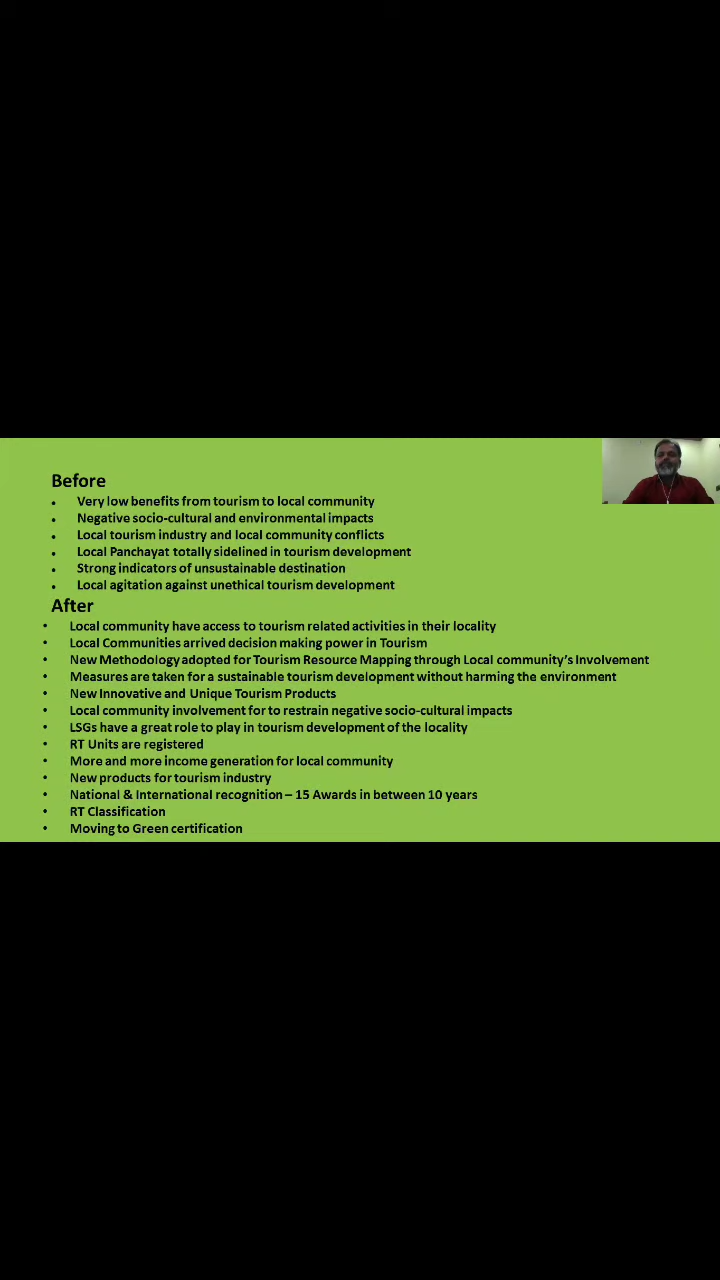 Before
• Very low benefits from tourism to local community
• Negative socio-cultural and environmental impacts
• Local tourism industry and local community conflicts
• Local Panchayat totally sidelined in tourism development
• Strong indicators of unsustainable destination
• Local agitation against unethical tourism development
After
• Local community have access to tourism related activities in their locality
• Local Communities arrived decision making power in Tourism
• New Methodology adopted for Tourism Resource Mapping through Local community's Involvement
• Measures are taken for a sustainable tourism development without harming the environment
• New Innovative and Unique Tourism Products
• Local community involvement for to restrain negative socio-cultural impacts
• LSGs have a great role to play in tourism development of the locality
• RT Units are registered
• More and more income generation for local community
• New products for tourism industry
• National & International recognition – 15 Awards in between 10 years
• RT Classification
• Moving to Green certification